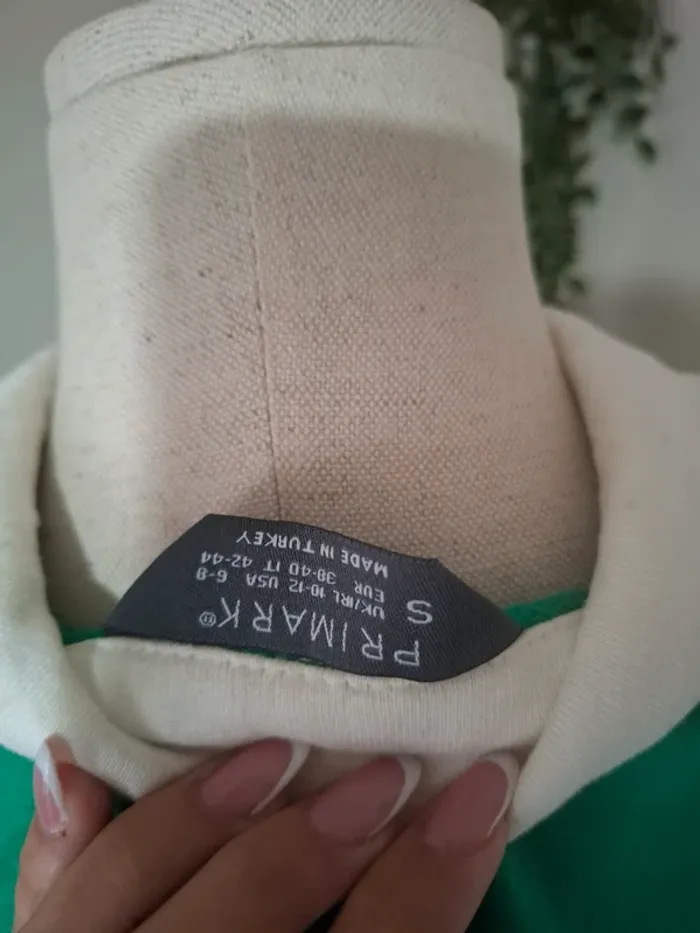 PRIMARK®
S
UK/IRL 10-12 USA 6-8
EUR 38-40 IT 42-44
MADE IN TURKEY